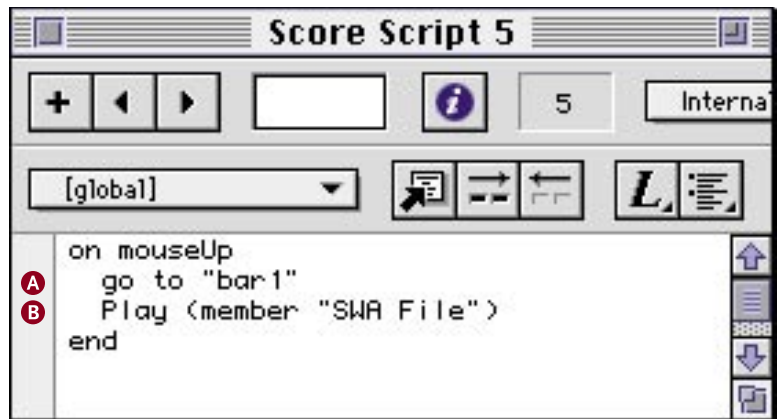 Score Script 5
5
Interna
[global]
L
on mouseUp
A go to "bar1"
B Play (member "SWA File")
end